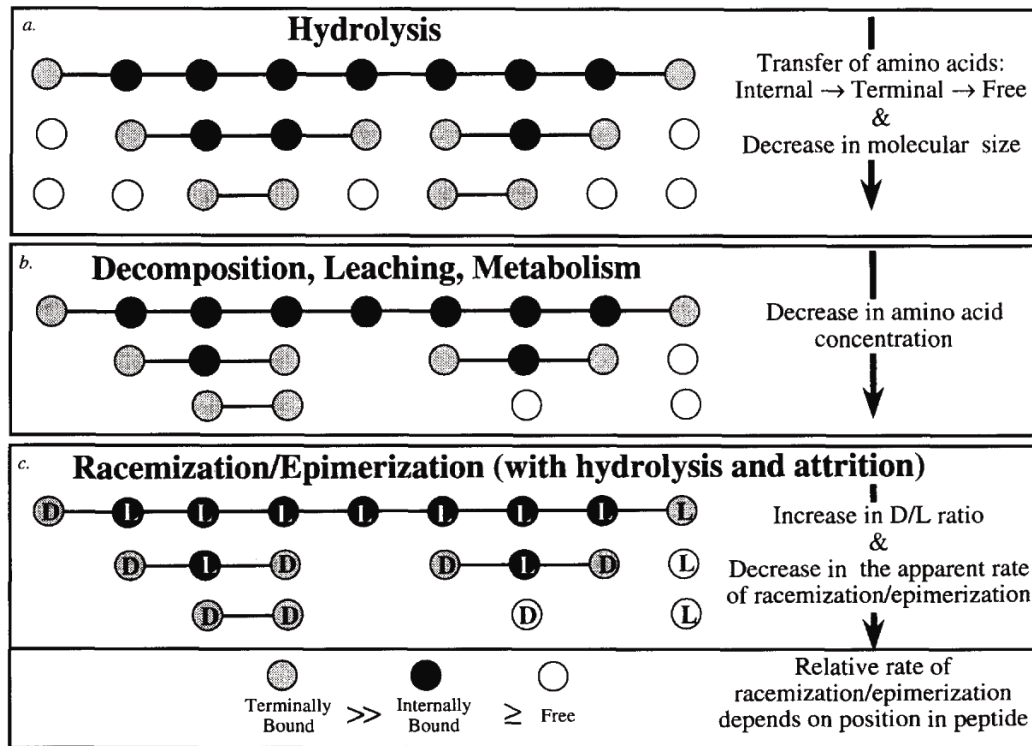 a.
Hydrolysis
Transfer of amino acids:
Internal → Terminal → Free
&
Decrease in molecular size
b.
Decomposition, Leaching, Metabolism
Decrease in amino acid
concentration
c.
Racemization/Epimerization (with hydrolysis and attrition)
D L L L L L L L L
Increase in D/L ratio
&
Decrease in the apparent rate
of racemization/epimerization
D L D D L D L
D D D L
Terminally
Bound
>>
Internally
Bound
≥
Free
Relative rate of
racemization/epimerization
depends on position in peptide